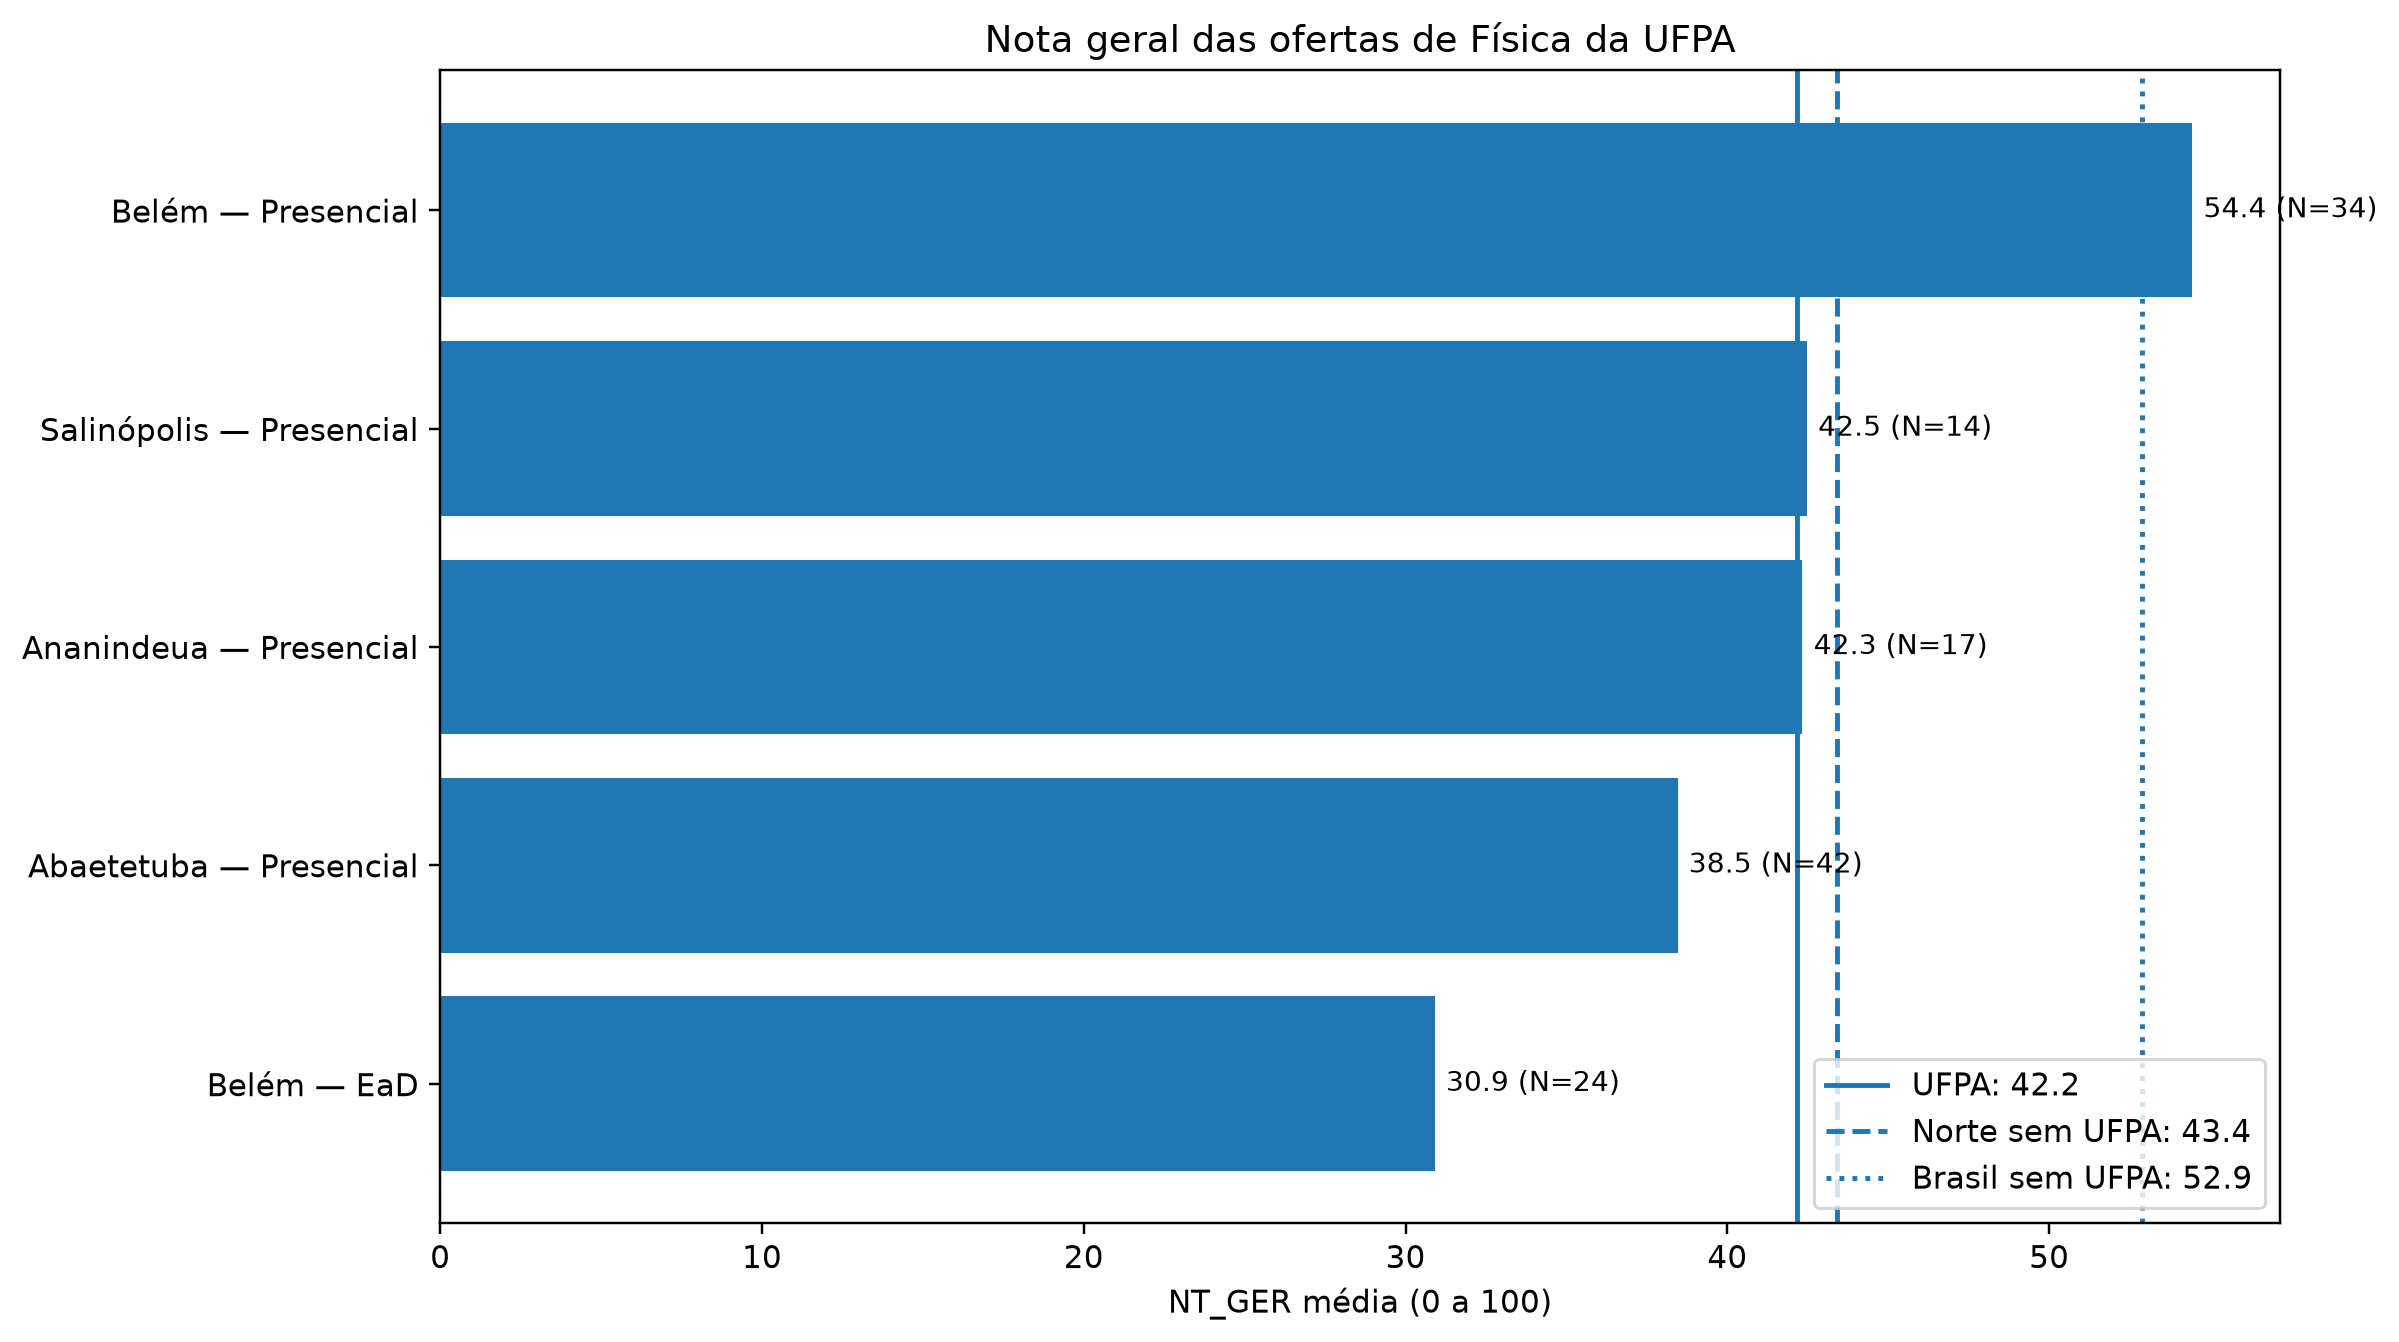 Nota geral das ofertas de Física da UFPA
Belém — Presencial
54.4 (N=34)
Salinópolis — Presencial
42.5 (N=14)
Ananindeua — Presencial
42.3 (N=17)
Abaetetuba — Presencial
38.5 (N=42)
Belém — EaD
30.9 (N=24)
UFPA: 42.2
Norte sem UFPA: 43.4
Brasil sem UFPA: 52.9
0 10 20 30 40 50
NT_GER média (0 a 100)